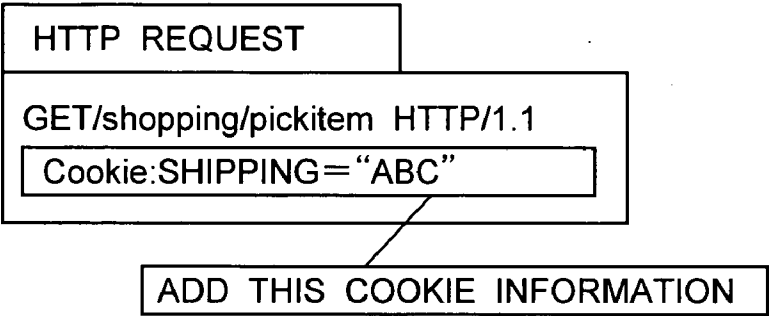 HTTP REQUEST
GET/shopping/pickitem HTTP/1.1
Cookie:SHIPPING=“ABC”
ADD THIS COOKIE INFORMATION